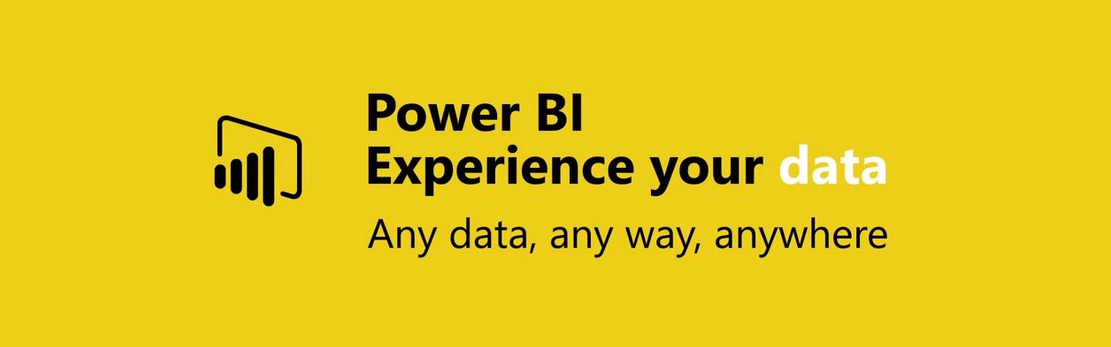 Power BI
Experience your data
Any data, any way, anywhere